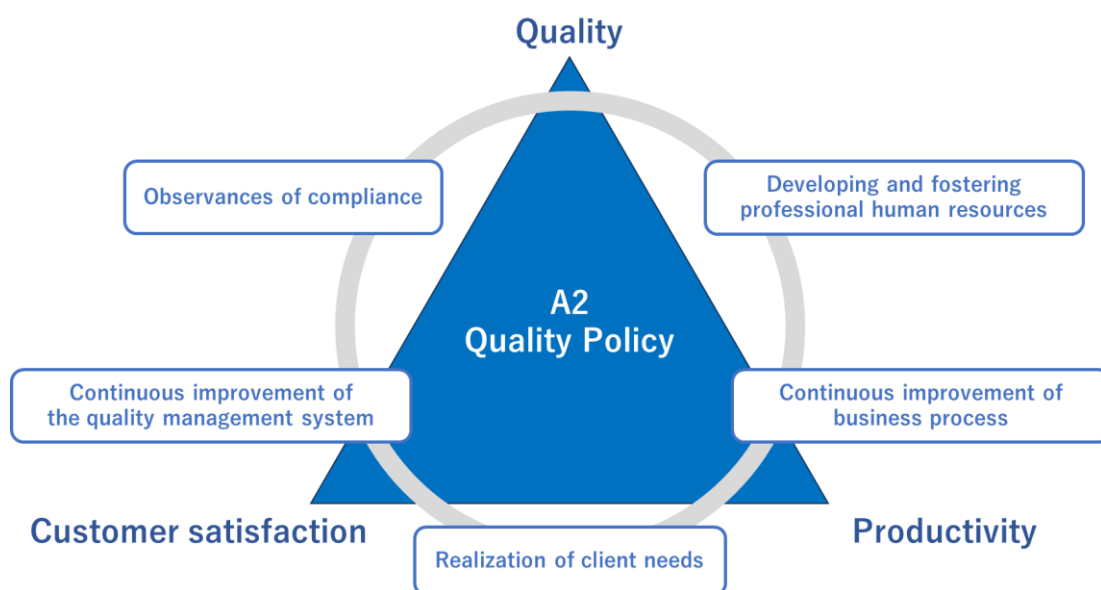 Quality
Observances of compliance
Developing and fostering
professional human resources
A2
Quality Policy
Continuous improvement of
the quality management system
Continuous improvement of
business process
Customer satisfaction
Productivity
Realization of client needs